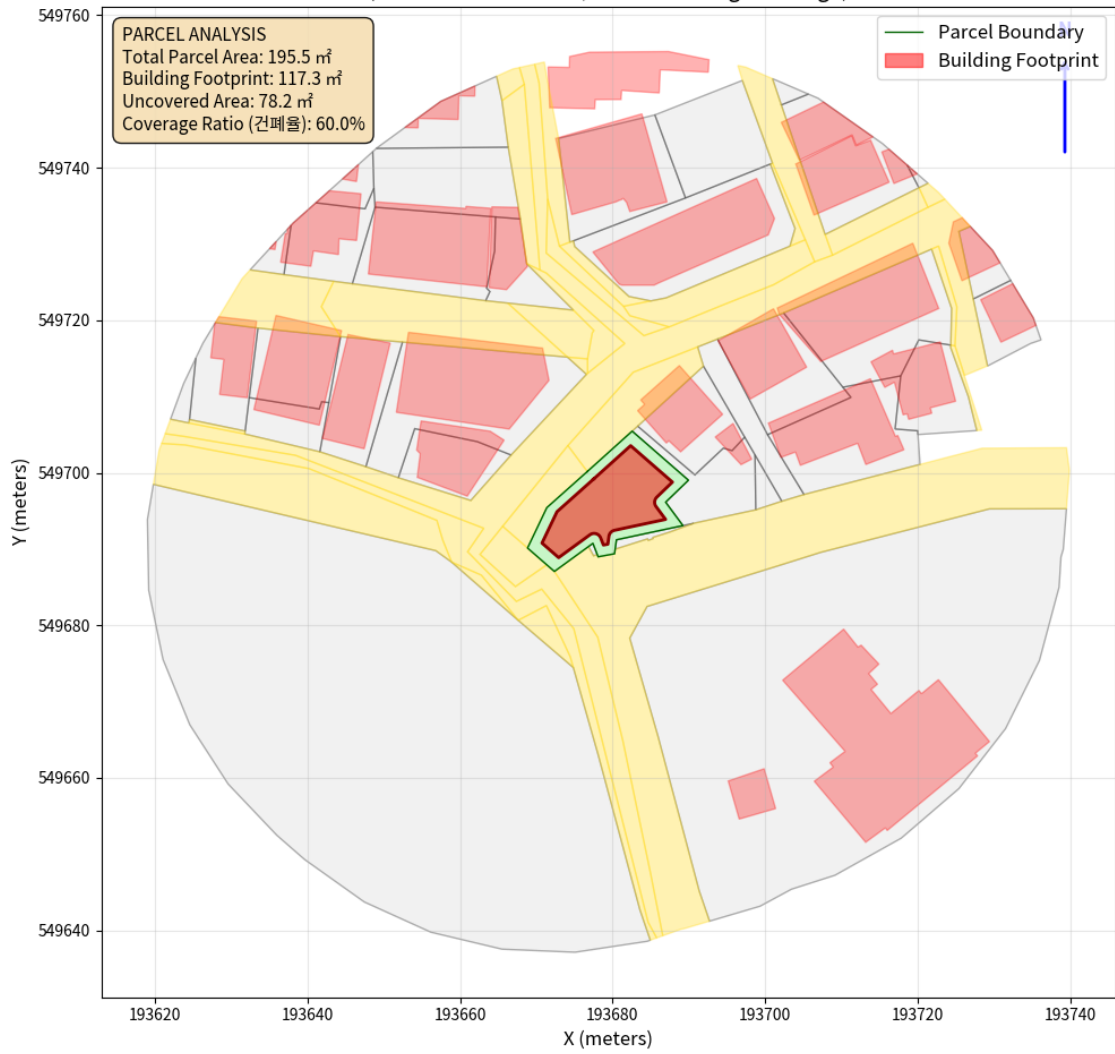 PARCEL ANALYSIS
Total Parcel Area: 195.5 ㎡
Building Footprint: 117.3 ㎡
Uncovered Area: 78.2 ㎡
Coverage Ratio (건폐율): 60.0%
Parcel Boundary
Building Footprint
N
549760
549740
549720
549700
549680
549660
549640
Y (meters)
193620
193640
193660
193680
193700
193720
193740
X (meters)